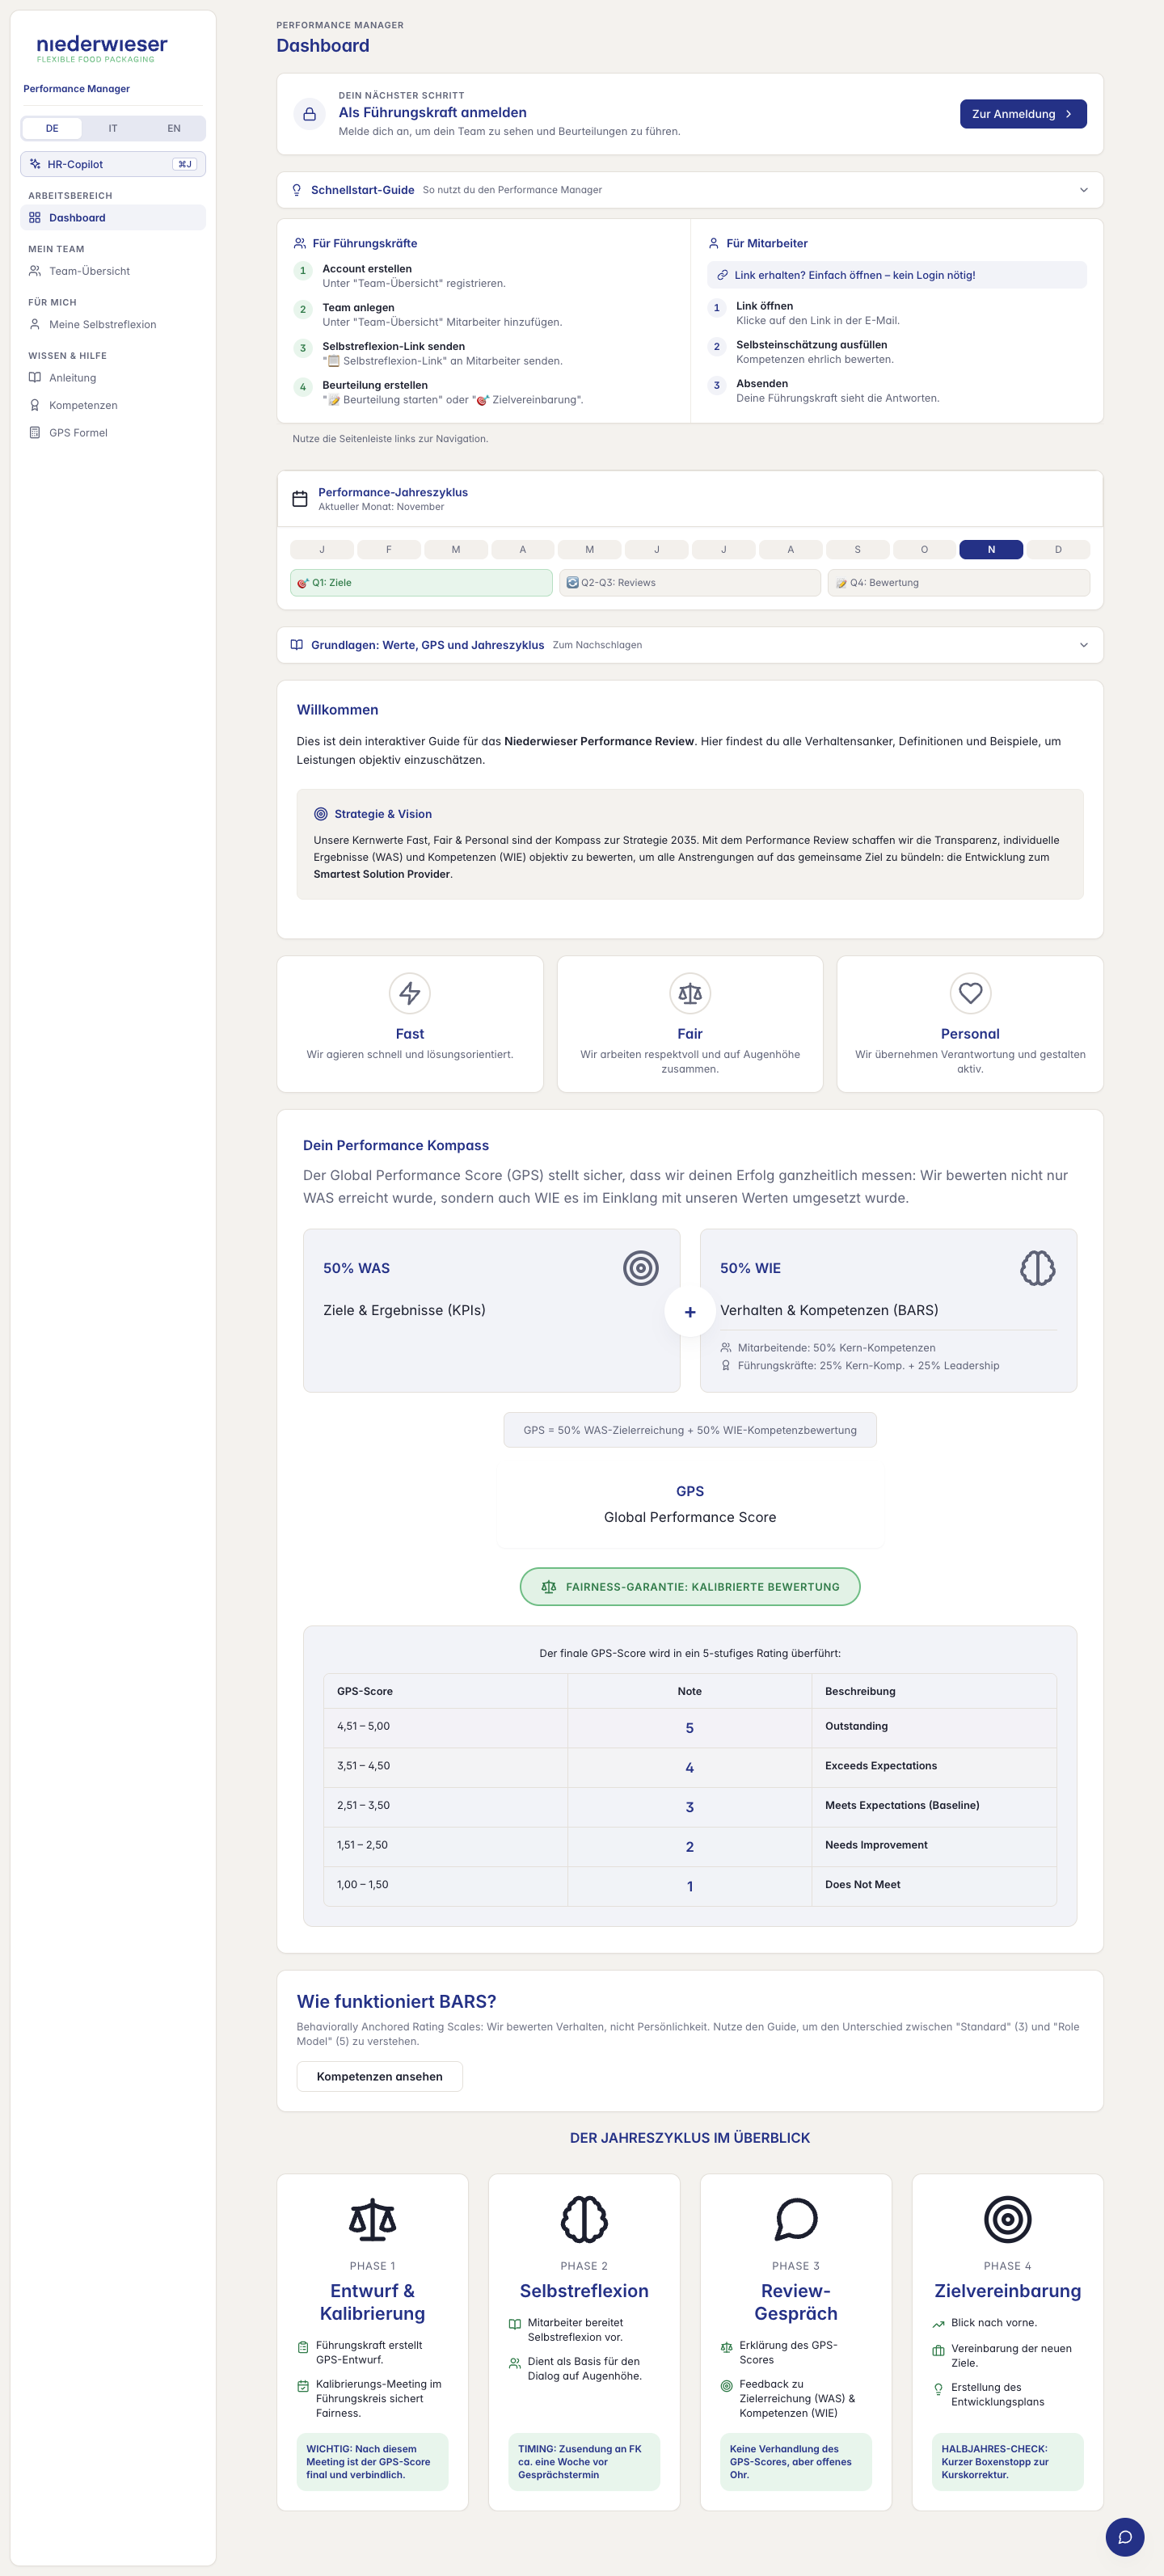 niederwieser
FLEXIBLE FOOD PACKAGING
Performance Manager
DE
IT
EN
HR-Copilot
⌘J
ARBEITSBEREICH
Dashboard
MEIN TEAM
Team-Übersicht
FÜR MICH
Meine Selbstreflexion
WISSEN & HILFE
Anleitung
Kompetenzen
GPS Formel
PERFORMANCE MANAGER
Dashboard
DEIN NÄCHSTER SCHRITT
Als Führungskraft anmelden
Melde dich an, um dein Team zu sehen und Beurteilungen zu führen.
Zur Anmeldung
Schnellstart-Guide So nutzt du den Performance Manager
Für Führungskräfte
1 Account erstellen
Unter "Team-Übersicht" registrieren.
2 Team anlegen
Unter "Team-Übersicht" Mitarbeiter hinzufügen.
3 Selbstreflexion-Link senden
"📋 Selbstreflexion-Link" an Mitarbeiter senden.
4 Beurteilung erstellen
"📝 Beurteilung starten" oder "🎯 Zielvereinbarung".
Für Mitarbeiter
Link erhalten? Einfach öffnen – kein Login nötig!
1 Link öffnen
Klicke auf den Link in der E-Mail.
2 Selbsteinschätzung ausfüllen
Kompetenzen ehrlich bewerten.
3 Absenden
Deine Führungskraft sieht die Antworten.
Nutze die Seitenleiste links zur Navigation.
Performance-Jahreszyklus
Aktueller Monat: November
J F M A M J J A S O N D
🎯 Q1: Ziele
🔄 Q2-Q3: Reviews
📝 Q4: Bewertung
Grundlagen: Werte, GPS und Jahreszyklus Zum Nachschlagen
Willkommen
Dies ist dein interaktiver Guide für das Niederwieser Performance Review. Hier findest du alle Verhaltensanker, Definitionen und Beispiele, um
Leistungen objektiv einzuschätzen.
Strategie & Vision
Unsere Kernwerte Fast, Fair & Personal sind der Kompass zur Strategie 2035. Mit dem Performance Review schaffen wir die Transparenz, individuelle
Ergebnisse (WAS) und Kompetenzen (WIE) objektiv zu bewerten, um alle Anstrengungen auf das gemeinsame Ziel zu bündeln: die Entwicklung zum
Smartest Solution Provider.
Fast
Wir agieren schnell und lösungsorientiert.
Fair
Wir arbeiten respektvoll und auf Augenhöhe
zusammen.
Personal
Wir übernehmen Verantwortung und gestalten
aktiv.
Dein Performance Kompass
Der Global Performance Score (GPS) stellt sicher, dass wir deinen Erfolg ganzheitlich messen: Wir bewerten nicht nur
WAS erreicht wurde, sondern auch WIE es im Einklang mit unseren Werten umgesetzt wurde.
50% WAS
Ziele & Ergebnisse (KPIs)
+
50% WIE
Verhalten & Kompetenzen (BARS)
Mitarbeitende: 50% Kern-Kompetenzen
Führungskräfte: 25% Kern-Komp. + 25% Leadership
GPS = 50% WAS-Zielerreichung + 50% WIE-Kompetenzbewertung
GPS
Global Performance Score
FAIRNESS-GARANTIE: KALIBRIERTE BEWERTUNG
Der finale GPS-Score wird in ein 5-stufiges Rating überführt:
GPS-Score Note Beschreibung
4,51 – 5,00 5 Outstanding
3,51 – 4,50 4 Exceeds Expectations
2,51 – 3,50 3 Meets Expectations (Baseline)
1,51 – 2,50 2 Needs Improvement
1,00 – 1,50 1 Does Not Meet
Wie funktioniert BARS?
Behaviorally Anchored Rating Scales: Wir bewerten Verhalten, nicht Persönlichkeit. Nutze den Guide, um den Unterschied zwischen "Standard" (3) und "Role
Model" (5) zu verstehen.
Kompetenzen ansehen
DER JAHRESZYKLUS IM ÜBERBLICK
PHASE 1
Entwurf &
Kalibrierung
Führungskraft erstellt
GPS-Entwurf.
Kalibrierungs-Meeting im
Führungskreis sichert
Fairness.
WICHTIG: Nach diesem
Meeting ist der GPS-Score
final und verbindlich.
PHASE 2
Selbstreflexion
Mitarbeiter bereitet
Selbstreflexion vor.
Dient als Basis für den
Dialog auf Augenhöhe.
TIMING: Zusendung an FK
ca. eine Woche vor
Gesprächstermin
PHASE 3
Review-
Gespräch
Erklärung des GPS-
Scores
Feedback zu
Zielerreichung (WAS) &
Kompetenzen (WIE)
Keine Verhandlung des
GPS-Scores, aber offenes
Ohr.
PHASE 4
Zielvereinbarung
Blick nach vorne.
Vereinbarung der neuen
Ziele.
Erstellung des
Entwicklungsplans
HALBJAHRES-CHECK:
Kurzer Boxenstopp zur
Kurskorrektur.